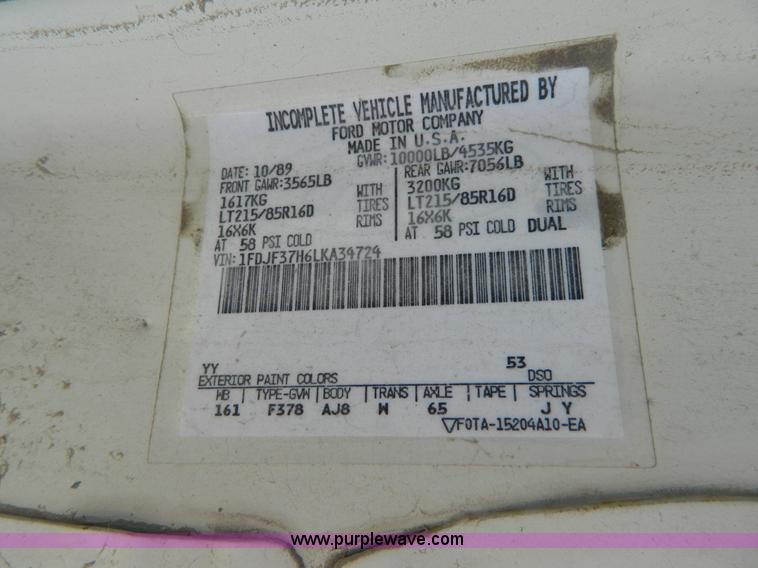 INCOMPLETE VEHICLE MANUFACTURED BY
FORD MOTOR COMPANY
MADE IN U.S.A.
DATE: 10/89 GVWR: 10000LB/4535KG
FRONT GAWR: 3565LB REAR GAWR: 7056LB
1617KG WITH 3200KG WITH
LT215/85R16D TIRES LT215/85R16D TIRES
16X6K RIMS 16X6K RIMS
AT 58 PSI COLD AT 58 PSI COLD DUAL
VIN: 1FDJF37H6LKA34724
YY 53
EXTERIOR PAINT COLORS DSO
WB TYPE-GVW BODY TRANS AXLE TAPE SPRINGS
161 F378 AJ8 W 65 J Y
F0TA-15204A10-EA
www.purplewave.com